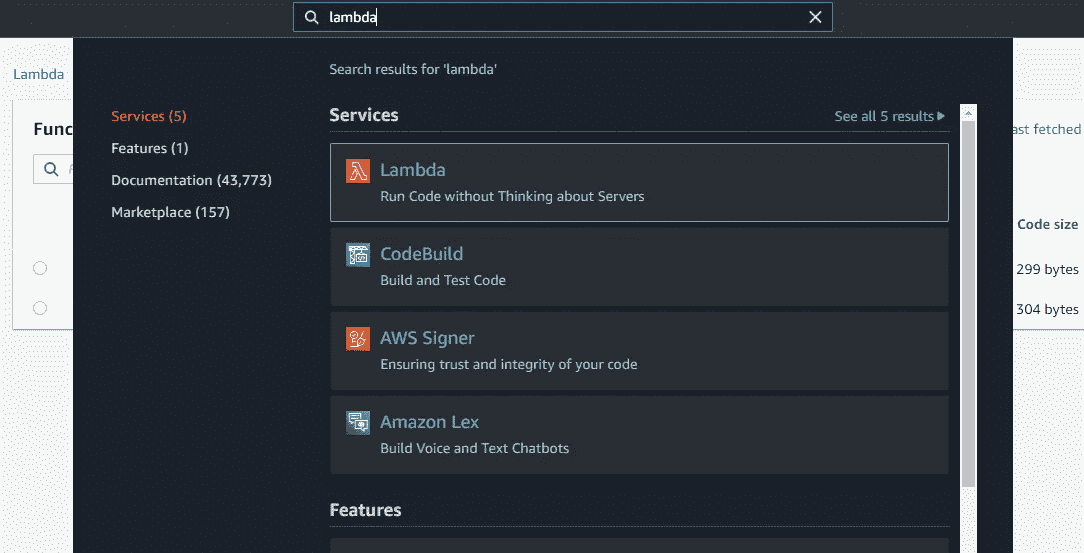 lambda
Search results for 'lambda'
Lambda
Services (5)
Features (1)
Documentation (43,773)
Marketplace (157)
Services
See all 5 results
Lambda
Run Code without Thinking about Servers
CodeBuild
Build and Test Code
AWS Signer
Ensuring trust and integrity of your code
Amazon Lex
Build Voice and Text Chatbots
Features
Func
ast fetched
Code size
299 bytes
304 bytes